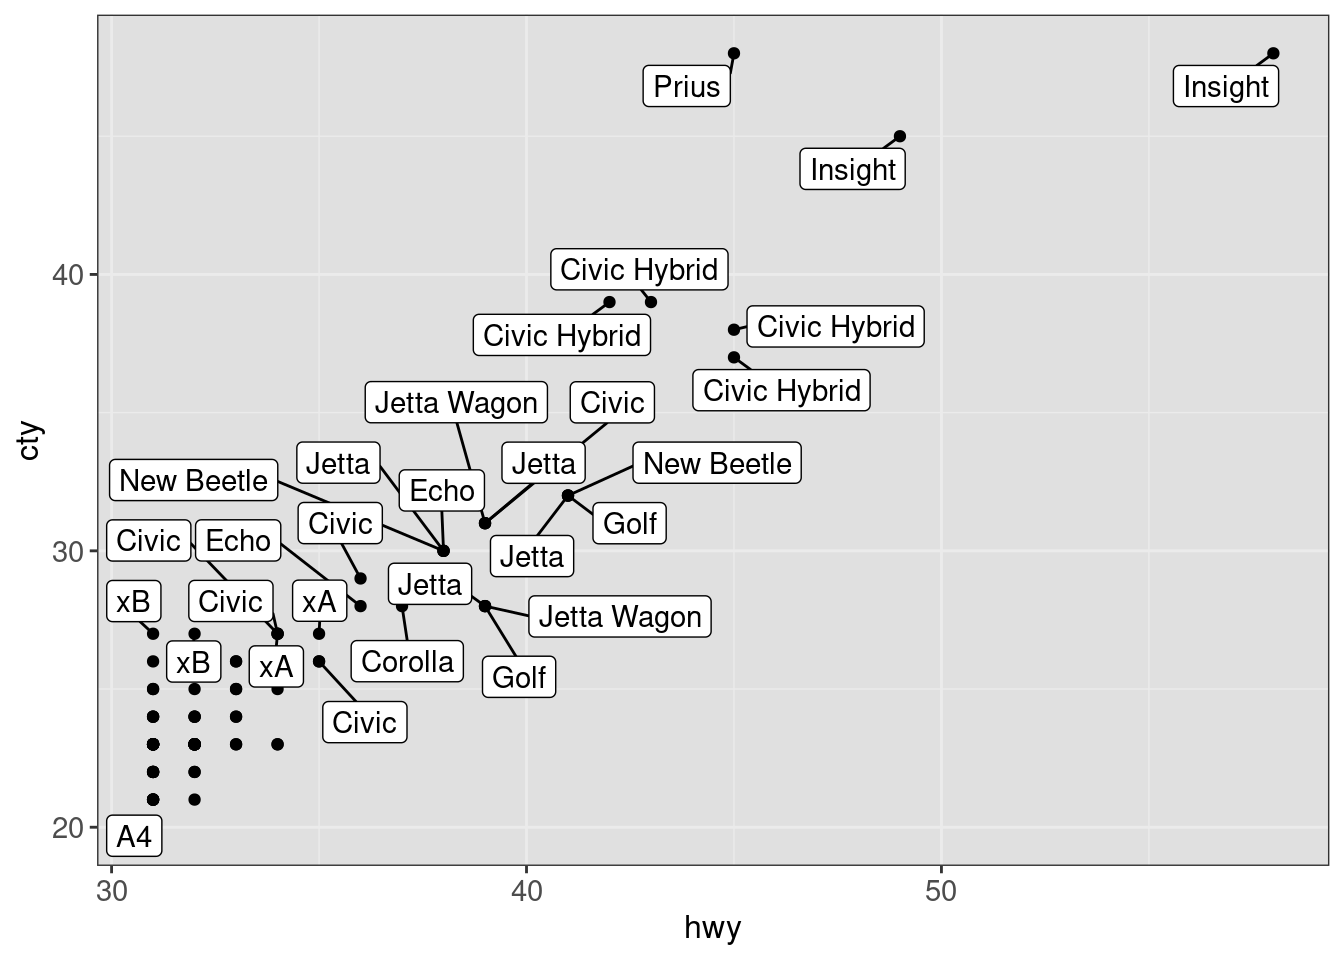 Prius
Insight
Insight
Civic Hybrid
Civic Hybrid
Civic Hybrid
Civic Hybrid
Jetta Wagon
Civic
Jetta
Jetta
New Beetle
New Beetle
Echo
Civic
Golf
Civic
Echo
Jetta
Jetta
xB
Civic
xA
Jetta Wagon
xB
xA
Corolla
Golf
Civic
A4
40
30
20
cty
30
40
50
hwy